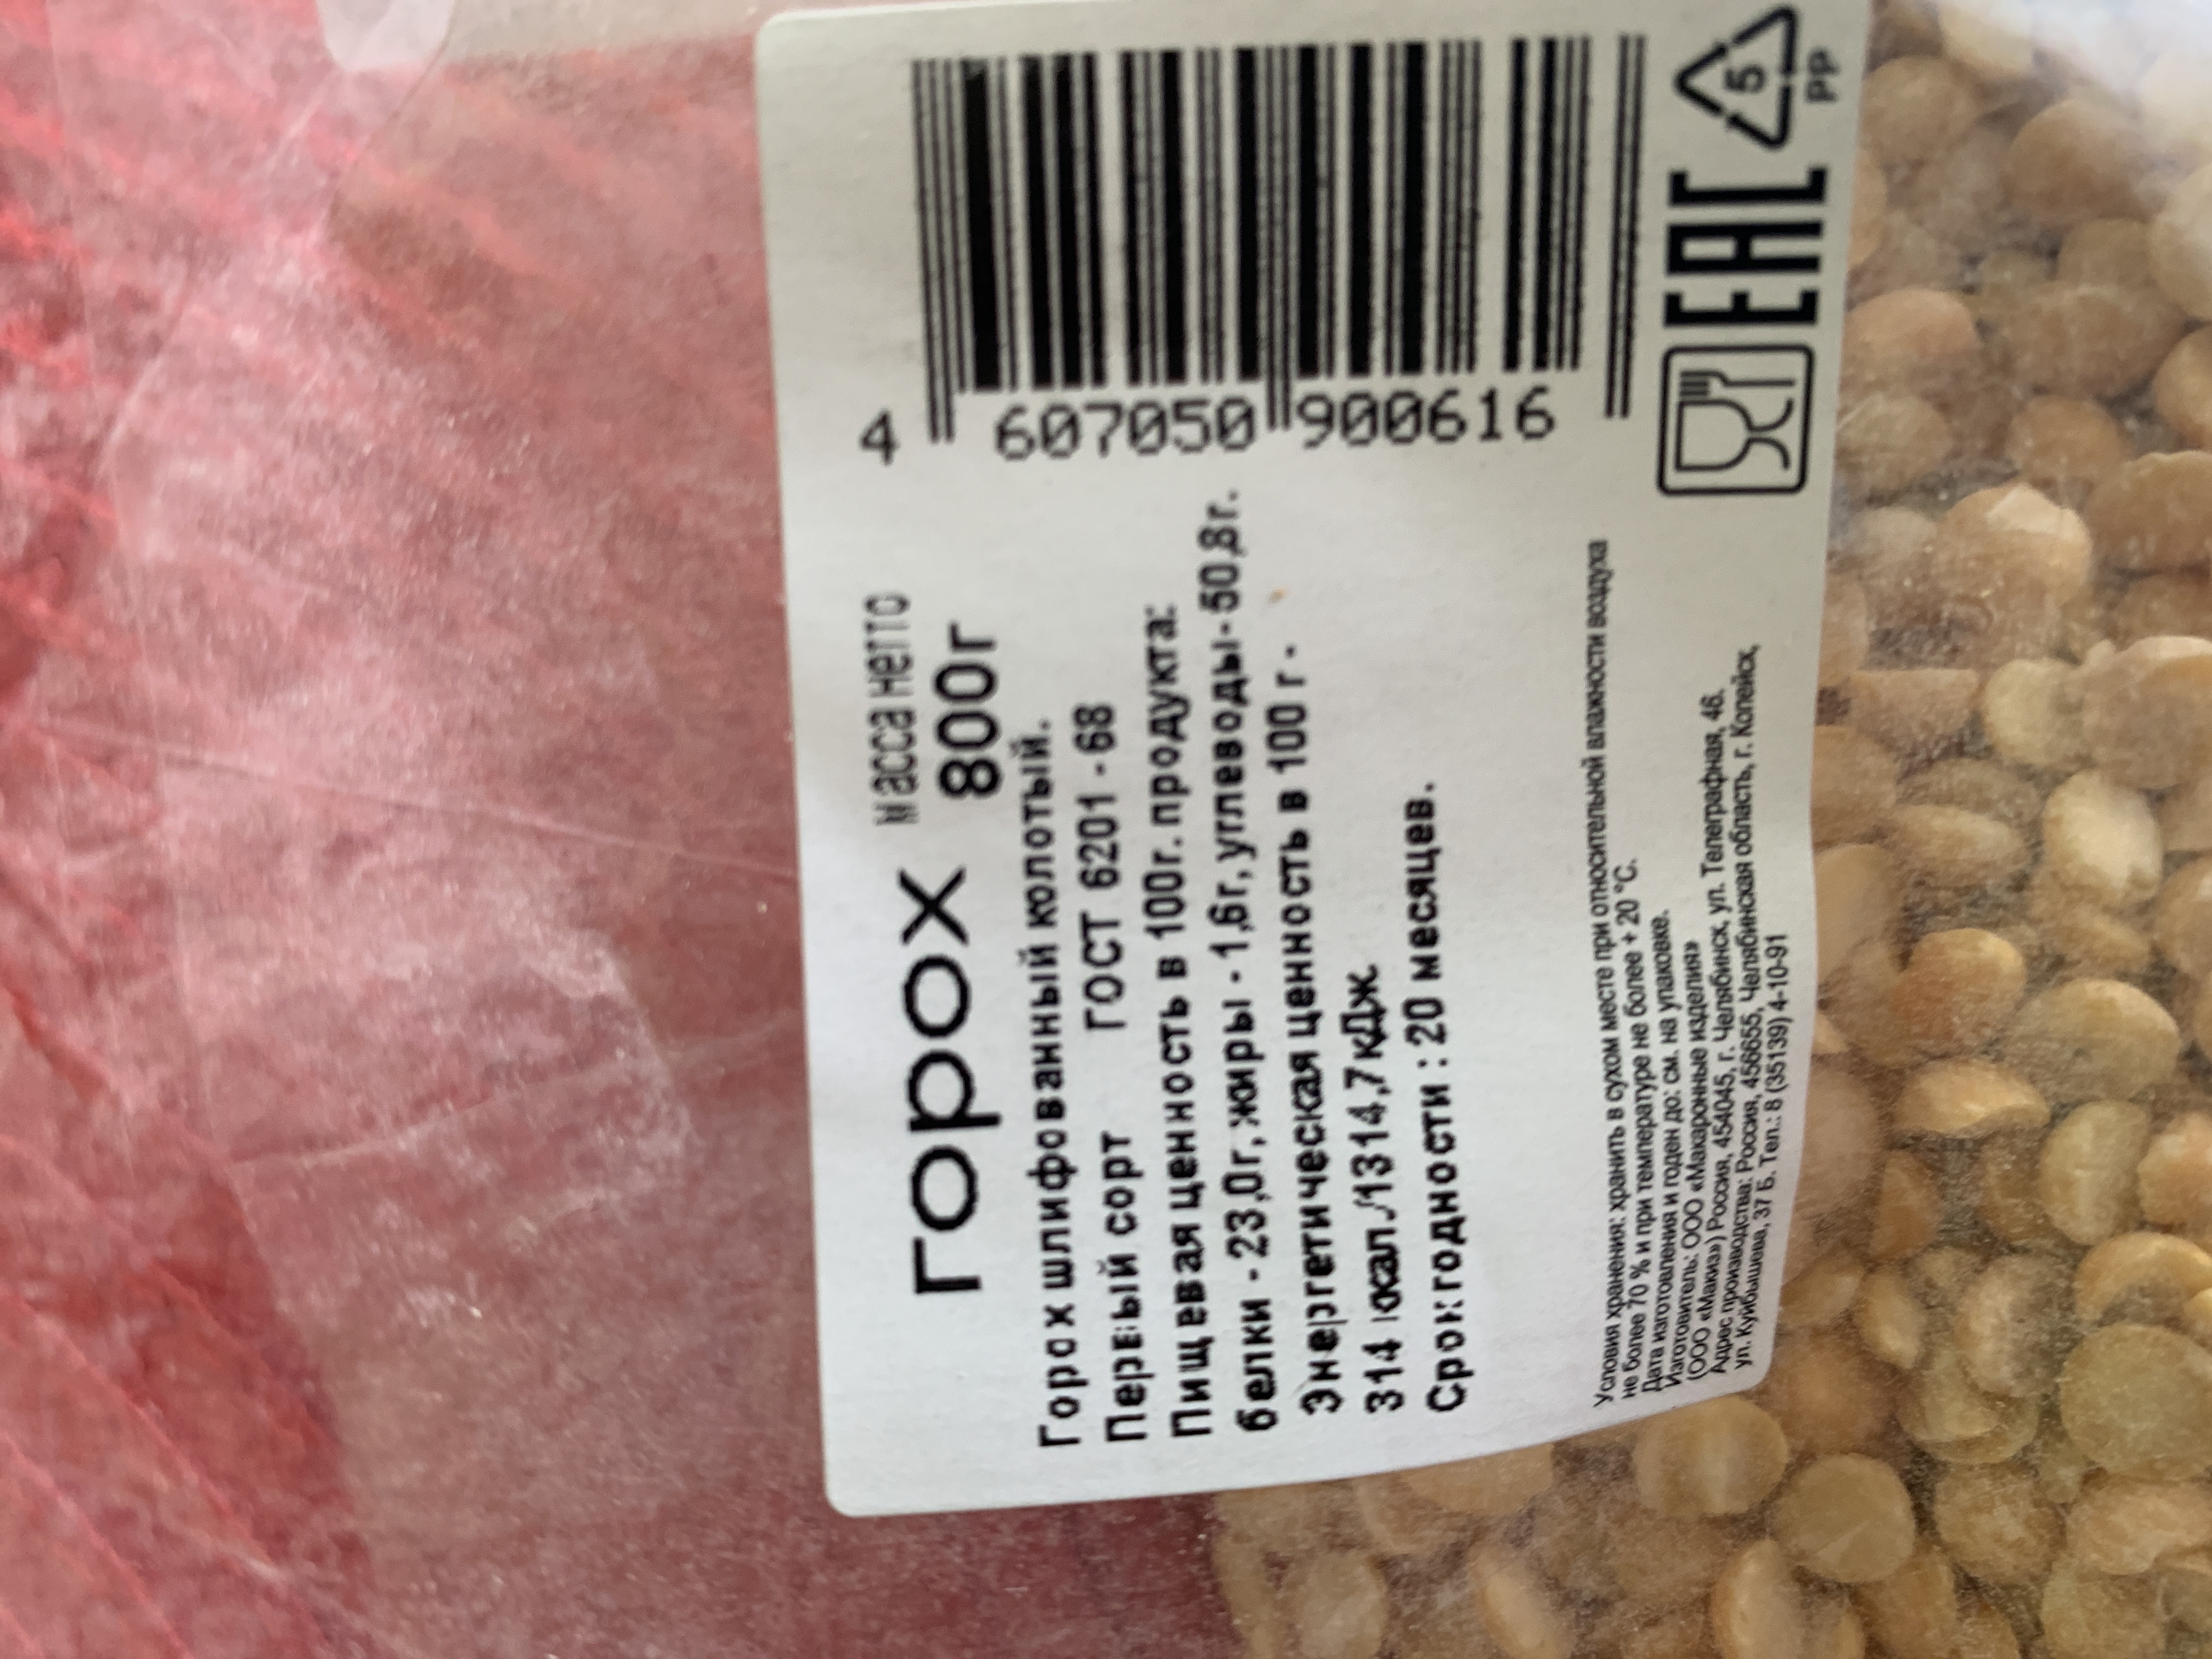 горох
масса нетто
800г
Горох шлифованный колотый.
Первый сорт ГОСТ 6201 - 68
Пищевая ценность в 100г. продукта:
белки - 23,0г, жиры - 1,6г, углеводы - 50,8г.
Энергетическая ценность в 100 г -
314 ккал./1314,7 кДж
Срок годности : 20 месяцев.
4 607050 900616
Условия хранения: хранить в сухом месте при относительной влажности воздуха
не более 70 % и при температуре не более + 20 °С.
Дата изготовления и годен до: см. на упаковке.
Изготовитель: ООО «Макаронные изделия»
(ООО «Макиз») Россия, 454045, г. Челябинск, ул. Телеграфная, 46.
Адрес производства: Россия, 456655, Челябинская область, г. Копейск,
ул. Куйбышева, 37 Б. Тел.: 8 (35139) 4-10-91
EAC
5
PP